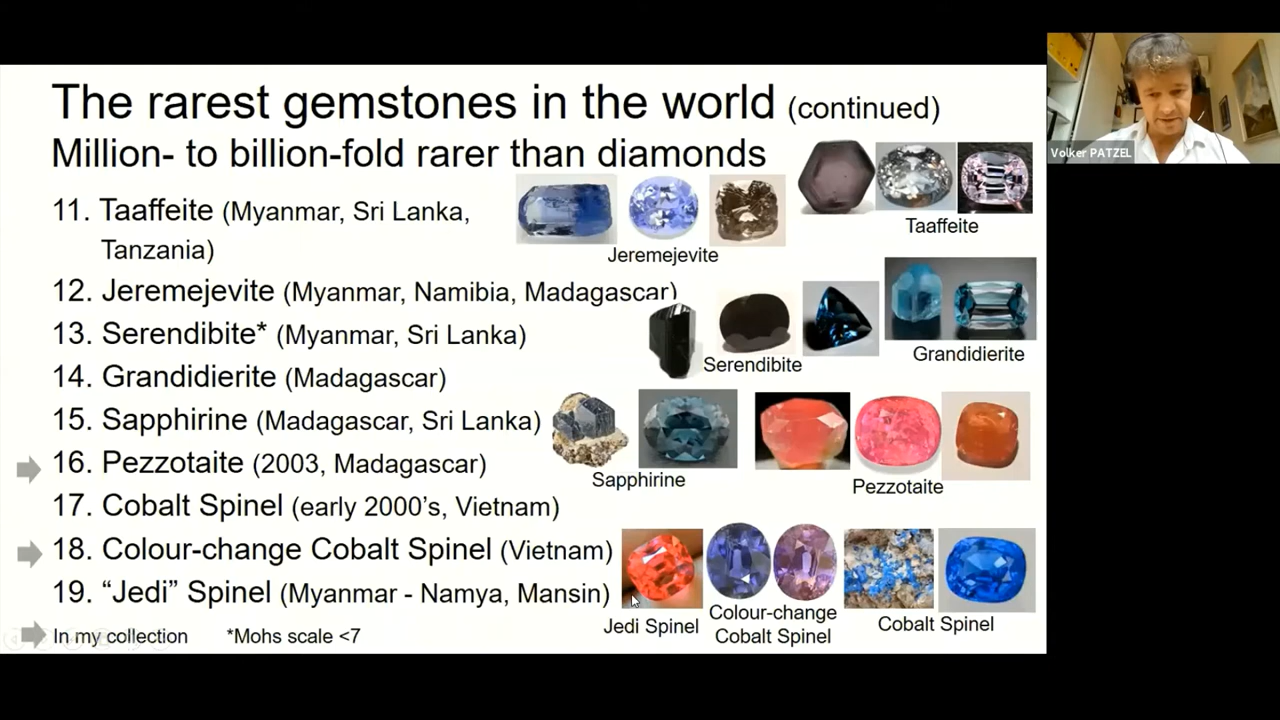 The rarest gemstones in the world (continued)
Million- to billion-fold rarer than diamonds
11. Taaffeite (Myanmar, Sri Lanka,
Tanzania)
12. Jeremejevite (Myanmar, Namibia, Madagascar)
13. Serendibite* (Myanmar, Sri Lanka)
14. Grandidierite (Madagascar)
15. Sapphirine (Madagascar, Sri Lanka)
16. Pezzotaite (2003, Madagascar)
17. Cobalt Spinel (early 2000's, Vietnam)
18. Colour-change Cobalt Spinel (Vietnam)
19. “Jedi” Spinel (Myanmar - Namya, Mansin)
In my collection *Mohs scale <7
Jeremejevite
Taaffeite
Serendibite
Grandidierite
Sapphirine
Pezzotaite
Jedi Spinel
Colour-change
Cobalt Spinel
Cobalt Spinel
Volker PATZEL